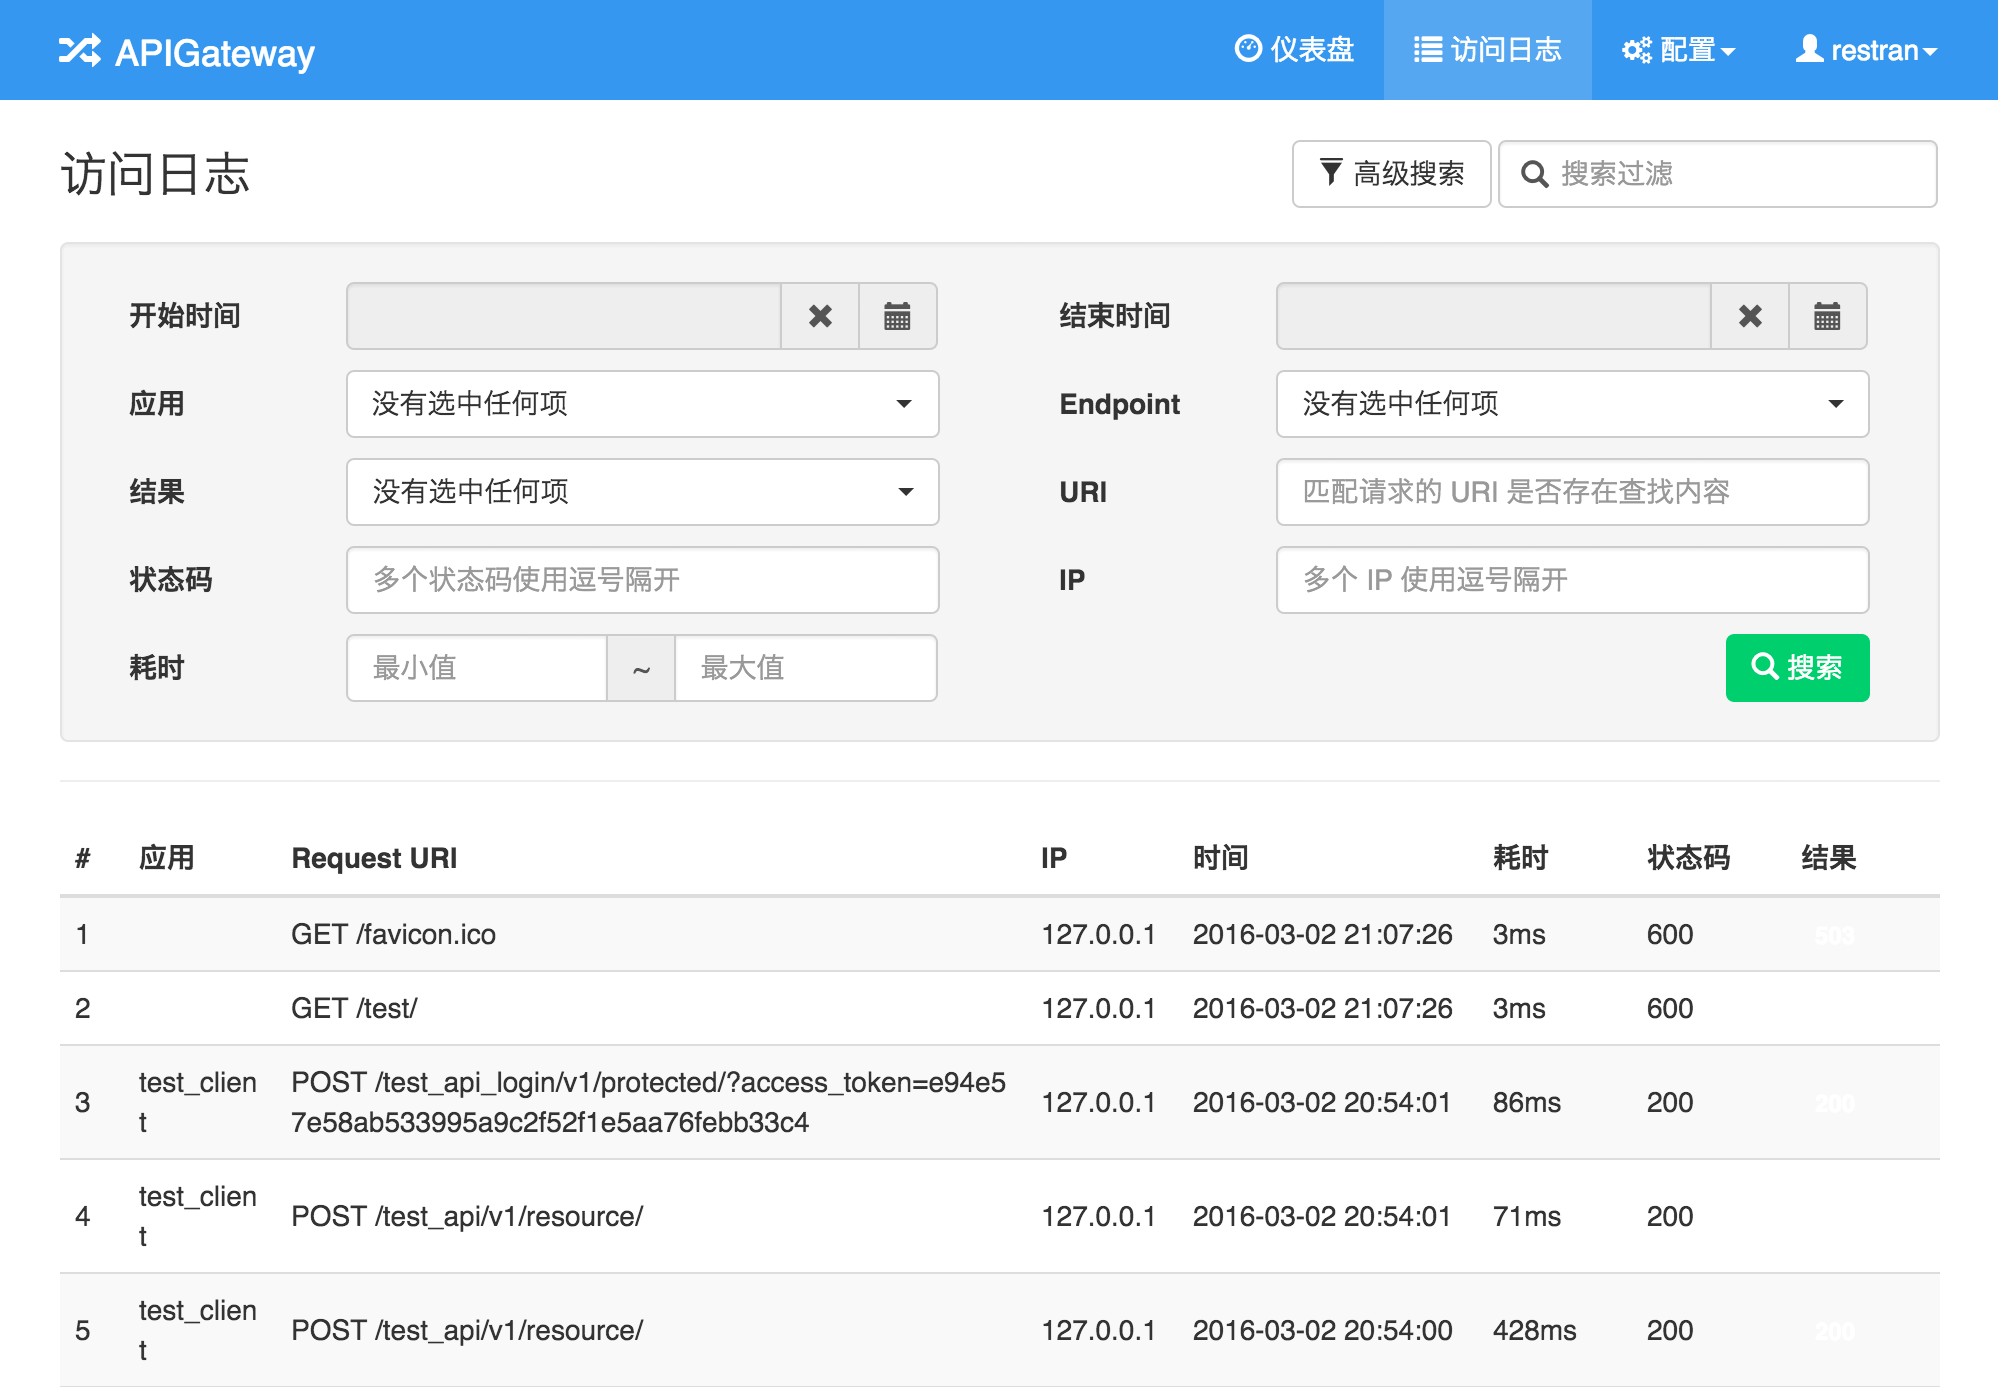 APIGateway 仪表盘 访问日志 配置 restran
访问日志 高级搜索 搜索过滤
开始时间 结束时间
应用 没有选中任何项 Endpoint 没有选中任何项
结果 没有选中任何项 URI 匹配请求的 URI 是否存在查找内容
状态码 多个状态码使用逗号隔开 IP 多个 IP 使用逗号隔开
耗时 最小值 ~ 最大值 搜索
# 应用 Request URI IP 时间 耗时 状态码 结果
1 GET /favicon.ico 127.0.0.1 2016-03-02 21:07:26 3ms 600 503
2 GET /test/ 127.0.0.1 2016-03-02 21:07:26 3ms 600
3 test_clien POST /test_api_login/v1/protected/?access_token=e94e5 127.0.0.1 2016-03-02 20:54:01 86ms 200 200
t 7e58ab533995a9c2f52f1e5aa76febb33c4
4 test_clien POST /test_api/v1/resource/ 127.0.0.1 2016-03-02 20:54:01 71ms 200
t
5 test_clien POST /test_api/v1/resource/ 127.0.0.1 2016-03-02 20:54:00 428ms 200 200
t